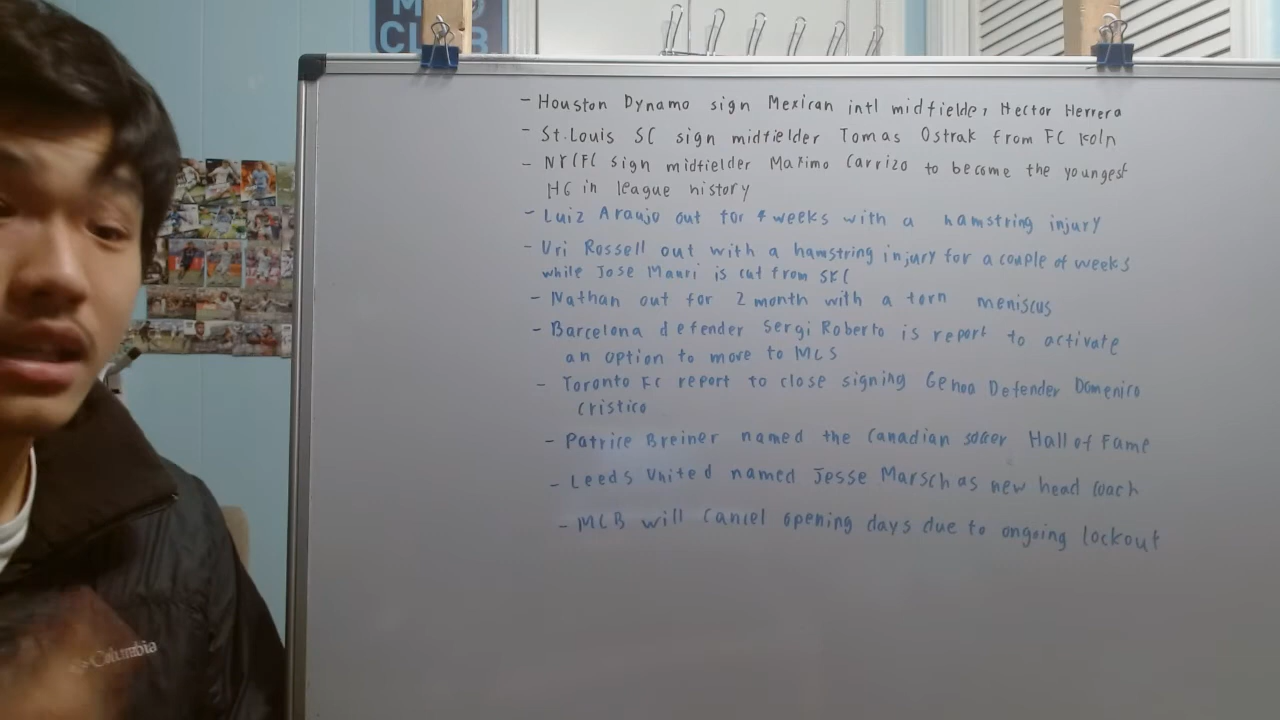 M
CLUB
- Houston Dynamo sign Mexican intl midfielder, Hector Herrera
- St.Louis SC sign midfielder Tomas Ostrak from FC Koln
- NYCFC sign midfielder Maximo Carrizo to become the youngest
HG in league history
- Luiz Araujo out for 4 weeks with a hamstring injury
- Uri Rossell out with a hamstring injury for a couple of weeks
while Jose Mauri is cut from SKC
- Nathan out for 2 month with a torn meniscus
- Barcelona defender Sergi Roberto is report to activate
an option to move to MLS
- Toronto FC report to close signing Genoa Defender Domenico
Cristico
- Patrice Breiner named the Canadian soccer Hall of Fame
- Leeds United named Jesse Marsch as new head coach
- MLB will cancel opening days due to ongoing lockout
Columbia